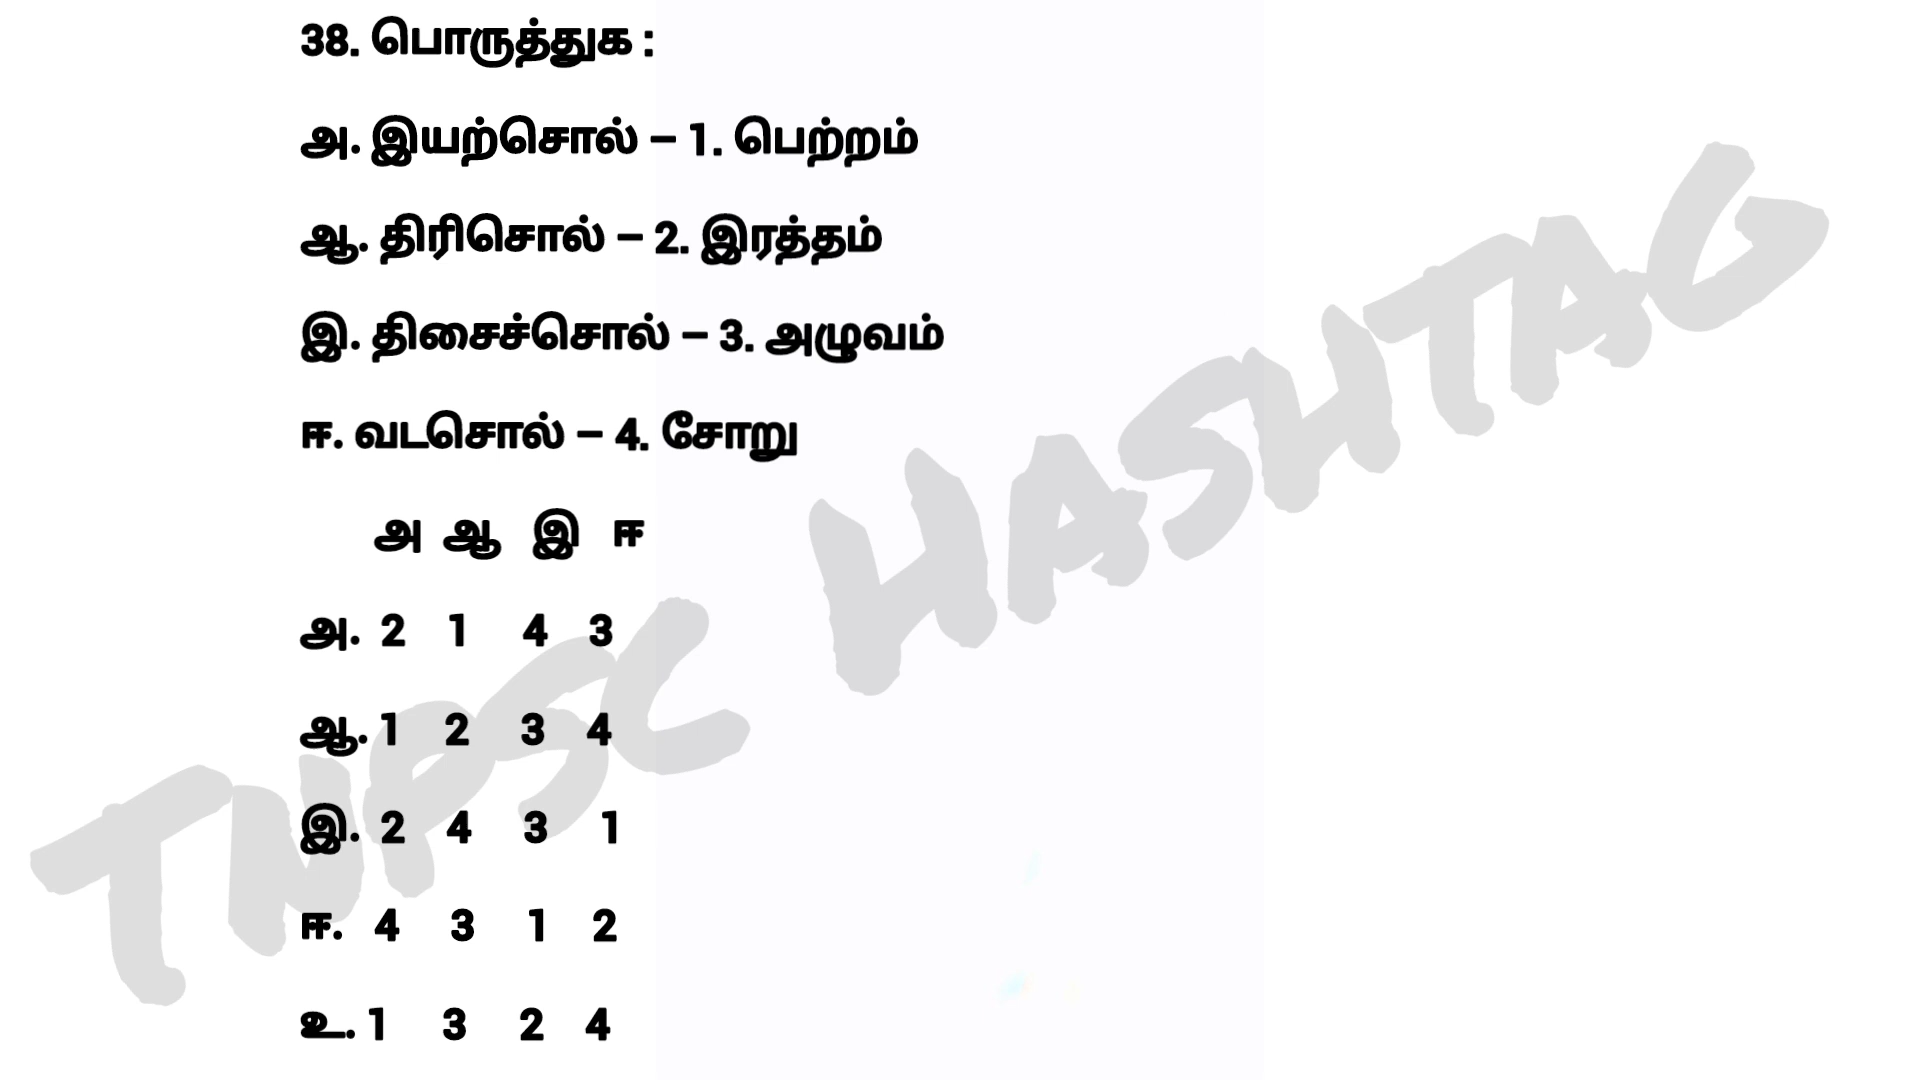 38. பொருத்துக :
அ. இயற்சொல் – 1. பெற்றம்
ஆ. திரிசொல் – 2. இரத்தம்
இ. திசைச்சொல் – 3. அழுவம்
ஈ. வடசொல் – 4. சோறு
அ ஆ இ ஈ
அ. 2 1 4 3
ஆ. 1 2 3 4
இ. 2 4 3 1
ஈ. 4 3 1 2
உ. 1 3 2 4
TNPSC HASHTAG